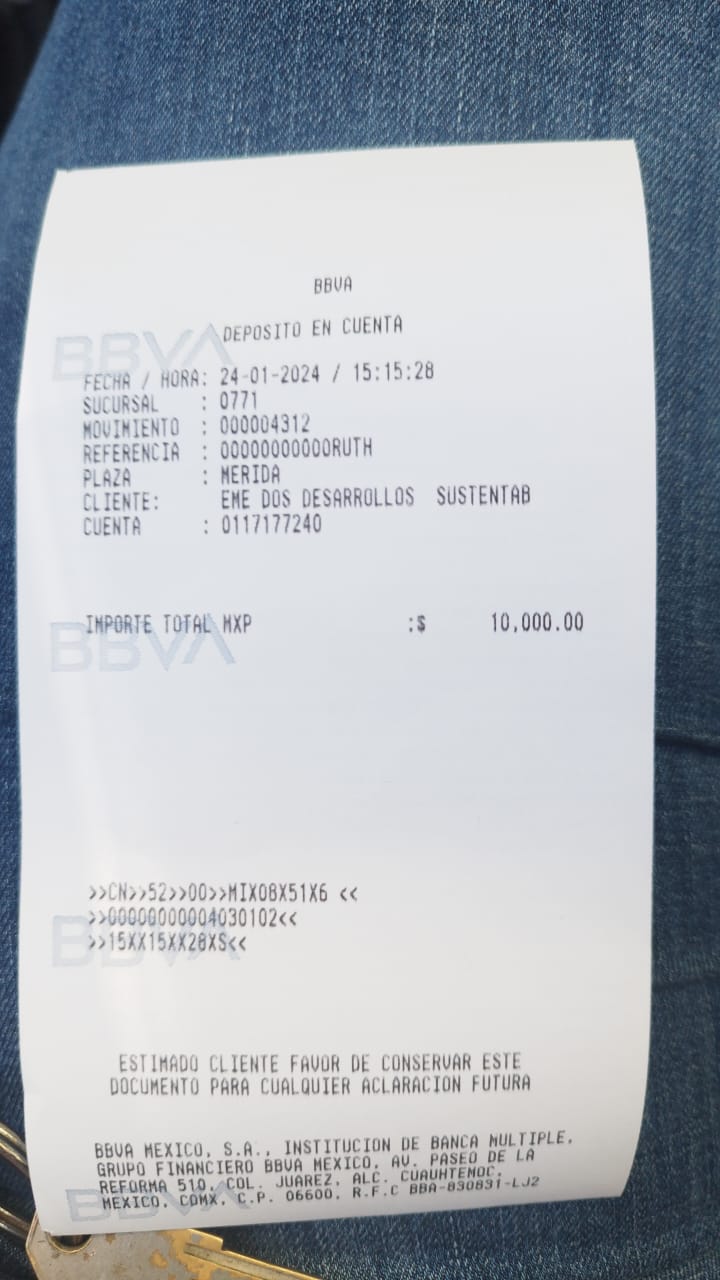 BBVA
DEPOSITO EN CUENTA
FECHA / HORA: 24-01-2024 / 15:15:28
SUCURSAL : 0771
MOVIMIENTO : 000004312
REFERENCIA : 00000000000RUTH
PLAZA : MERIDA
CLIENTE: EME DOS DESARROLLOS SUSTENTAB
CUENTA : 0117177240
IMPORTE TOTAL MXP :$ 10,000.00
>>CN>>52>>00>>MIX08X51X6 <<
>>00000000004030102<<
>>15XX15XX28XS<<
ESTIMADO CLIENTE FAVOR DE CONSERVAR ESTE
DOCUMENTO PARA CUALQUIER ACLARACION FUTURA
BBVA MEXICO, S.A., INSTITUCION DE BANCA MULTIPLE,
GRUPO FINANCIERO BBVA MEXICO. AV. PASEO DE LA
REFORMA 510, COL. JUAREZ, ALC. CUAUHTEMOC,
MEXICO, CDMX, C.P. 06600, R.F.C BBA-830831-LJ2
BBVA
BBVA
BBVA
BBVA